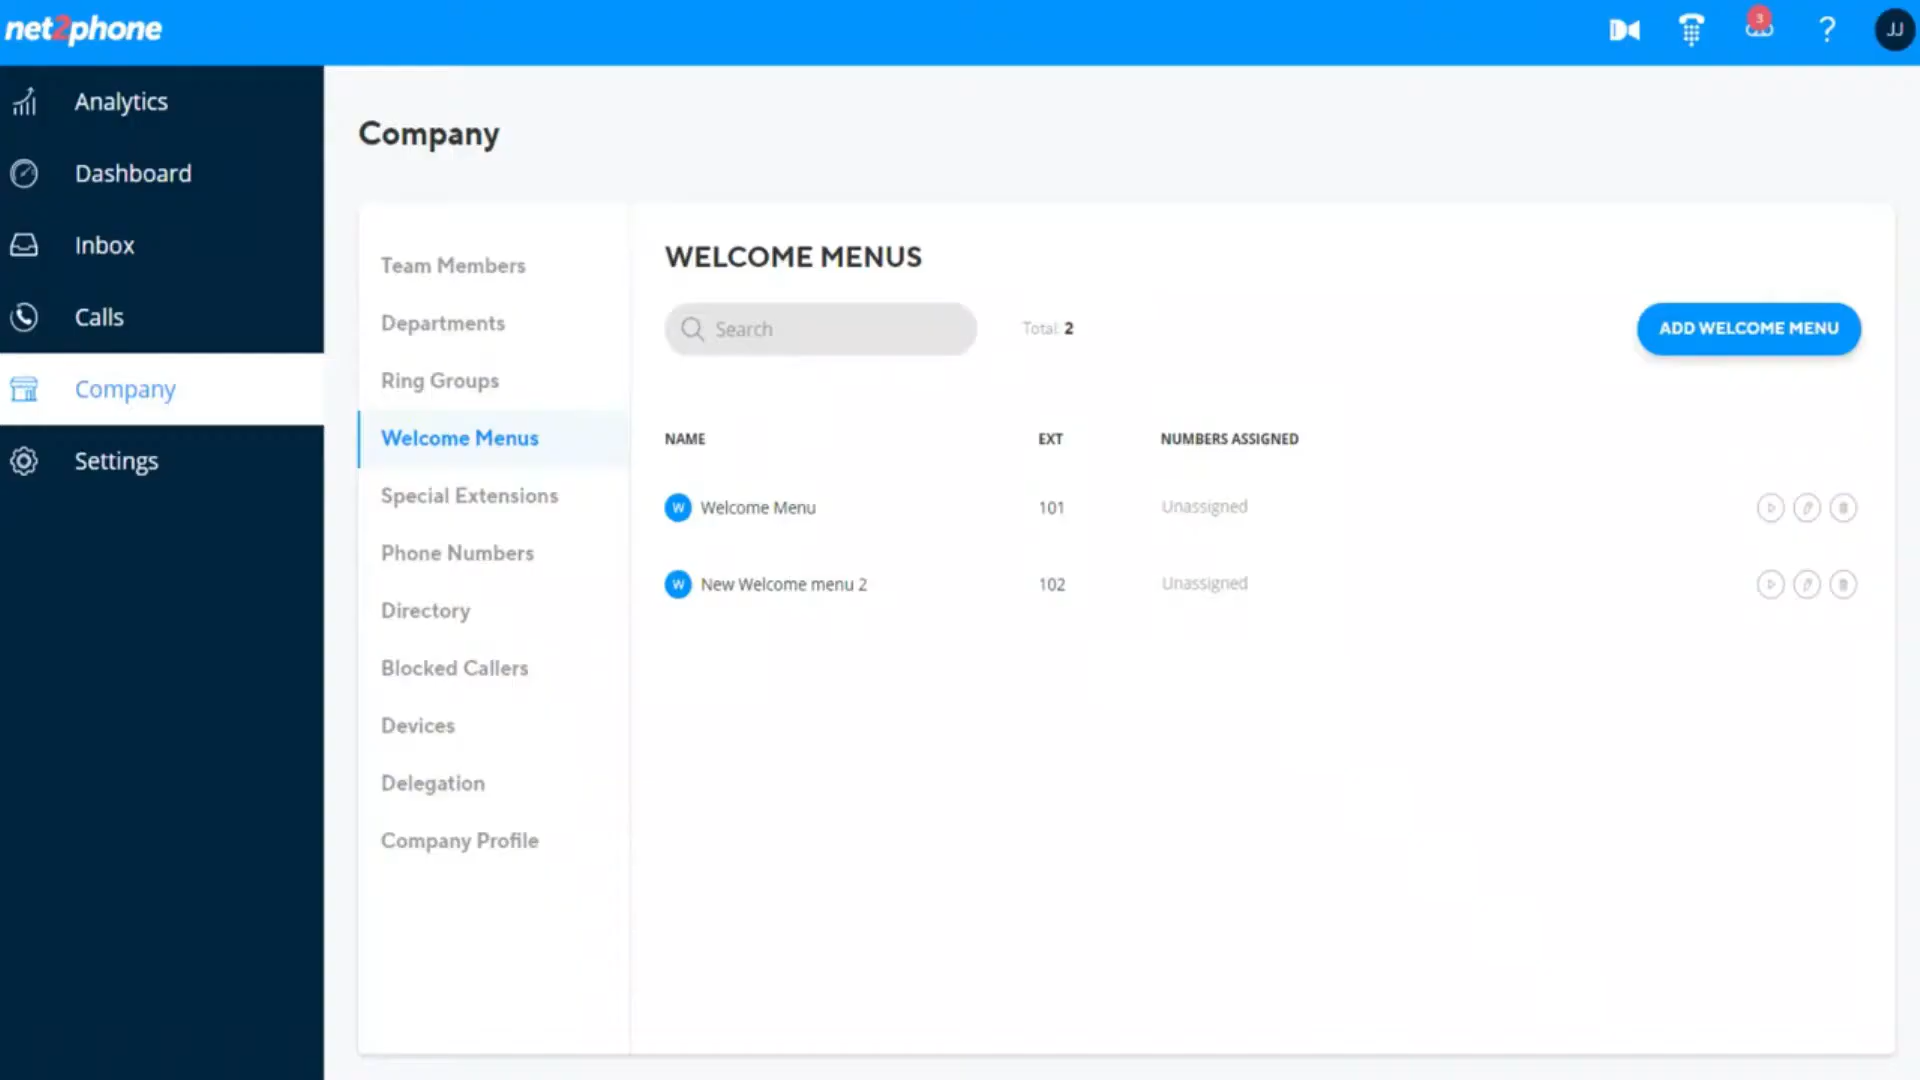 net2phone
3
?
JJ
Analytics
Dashboard
Inbox
Calls
Company
Settings
Company
Team Members
Departments
Ring Groups
Welcome Menus
Special Extensions
Phone Numbers
Directory
Blocked Callers
Devices
Delegation
Company Profile
WELCOME MENUS
Search
Total: 2
ADD WELCOME MENU
NAME EXT NUMBERS ASSIGNED
W Welcome Menu 101 Unassigned
W New Welcome menu 2 102 Unassigned